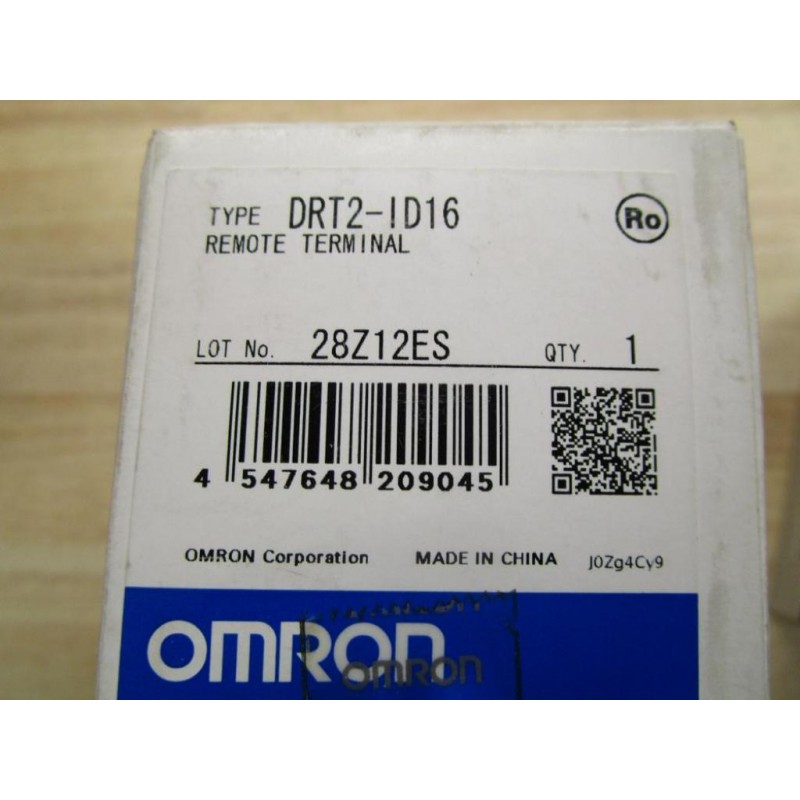 TYPE DRT2-ID16
Ro
REMOTE TERMINAL
LOT No. 28Z12ES QTY. 1
4 547648 209045
OMRON Corporation MADE IN CHINA J0Zg4Cy9
OMRON
OMRON